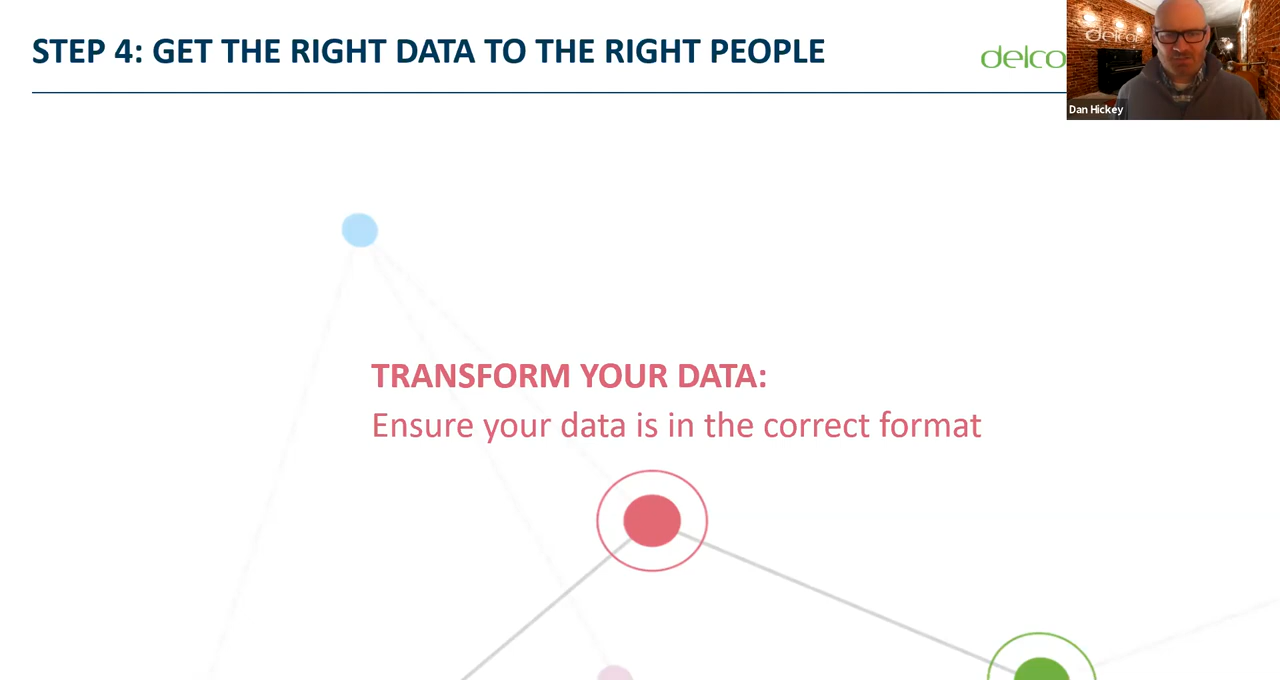 STEP 4: GET THE RIGHT DATA TO THE RIGHT PEOPLE
delco
delcor
Dan Hickey
TRANSFORM YOUR DATA:
Ensure your data is in the correct format